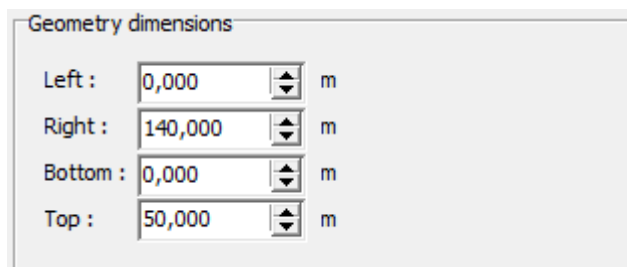 Geometry dimensions
Left : 0,000 m
Right : 140,000 m
Bottom : 0,000 m
Top : 50,000 m